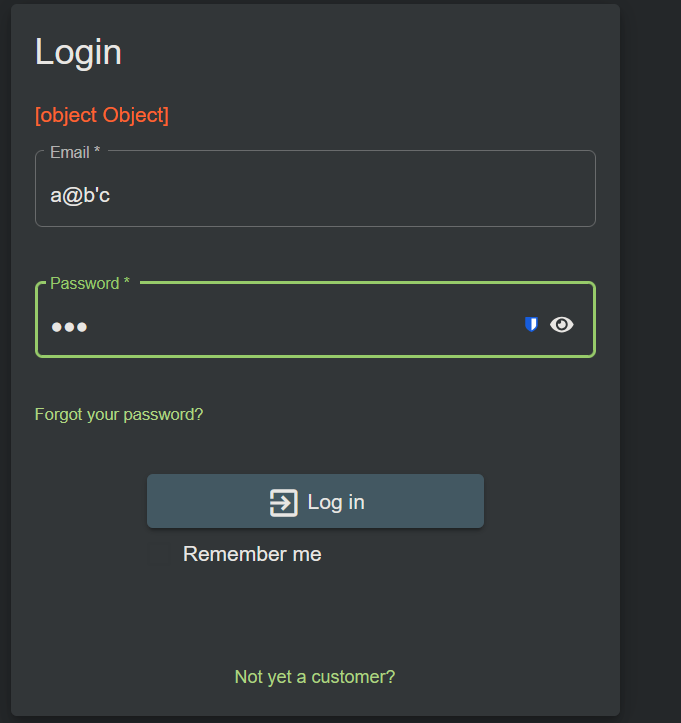 Login
[object Object]
Email *
a@b'c
Password *
●●●
Forgot your password?
Log in
Remember me
Not yet a customer?